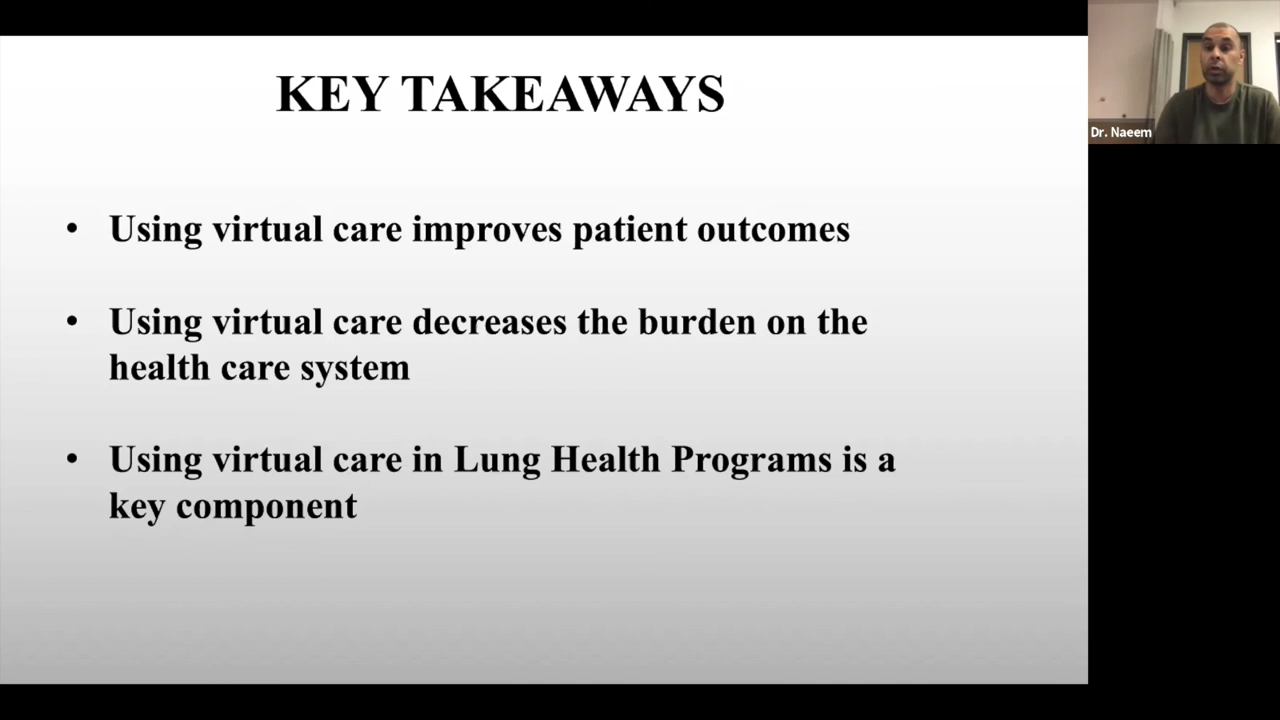 KEY TAKEAWAYS
• Using virtual care improves patient outcomes
• Using virtual care decreases the burden on the
health care system
• Using virtual care in Lung Health Programs is a
key component
Dr. Naeem